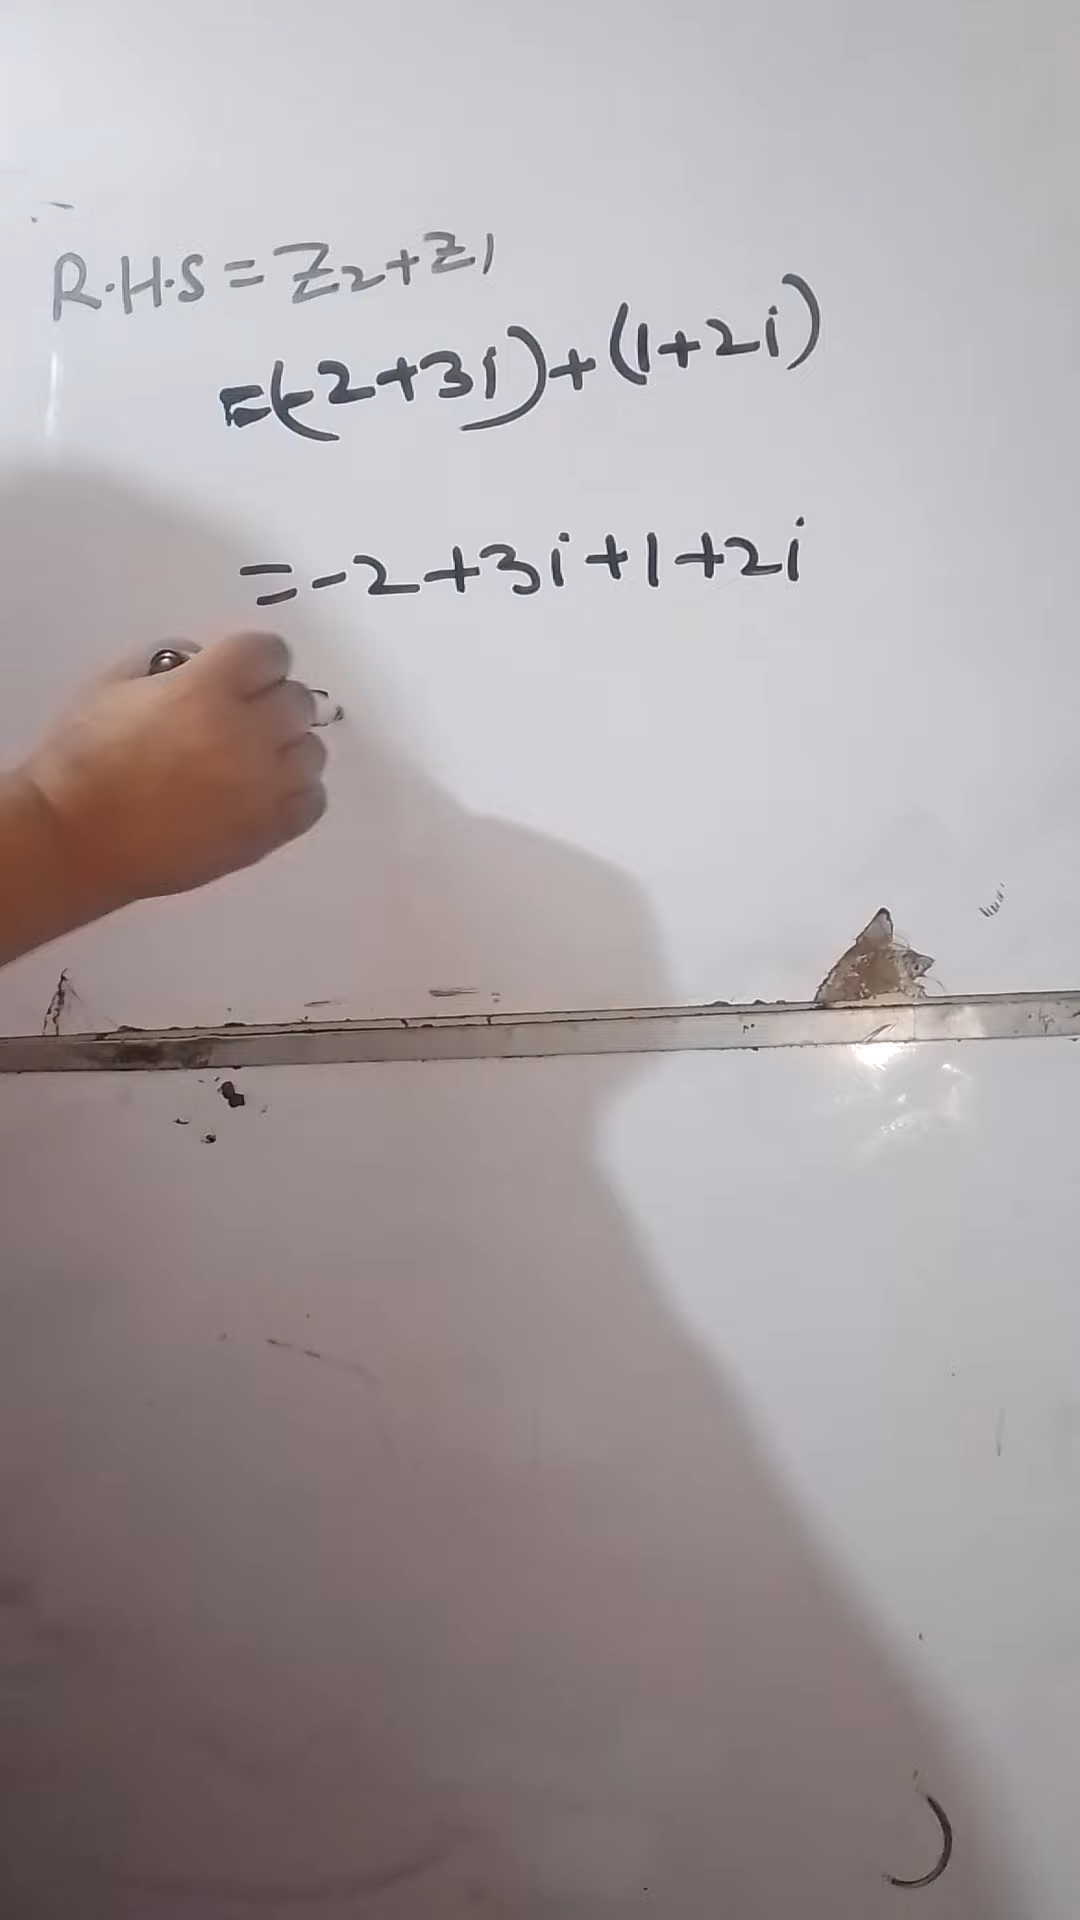 R.H.S = Z2+Z1
=(-2+3i)+(1+2i)
=-2+3i+1+2i